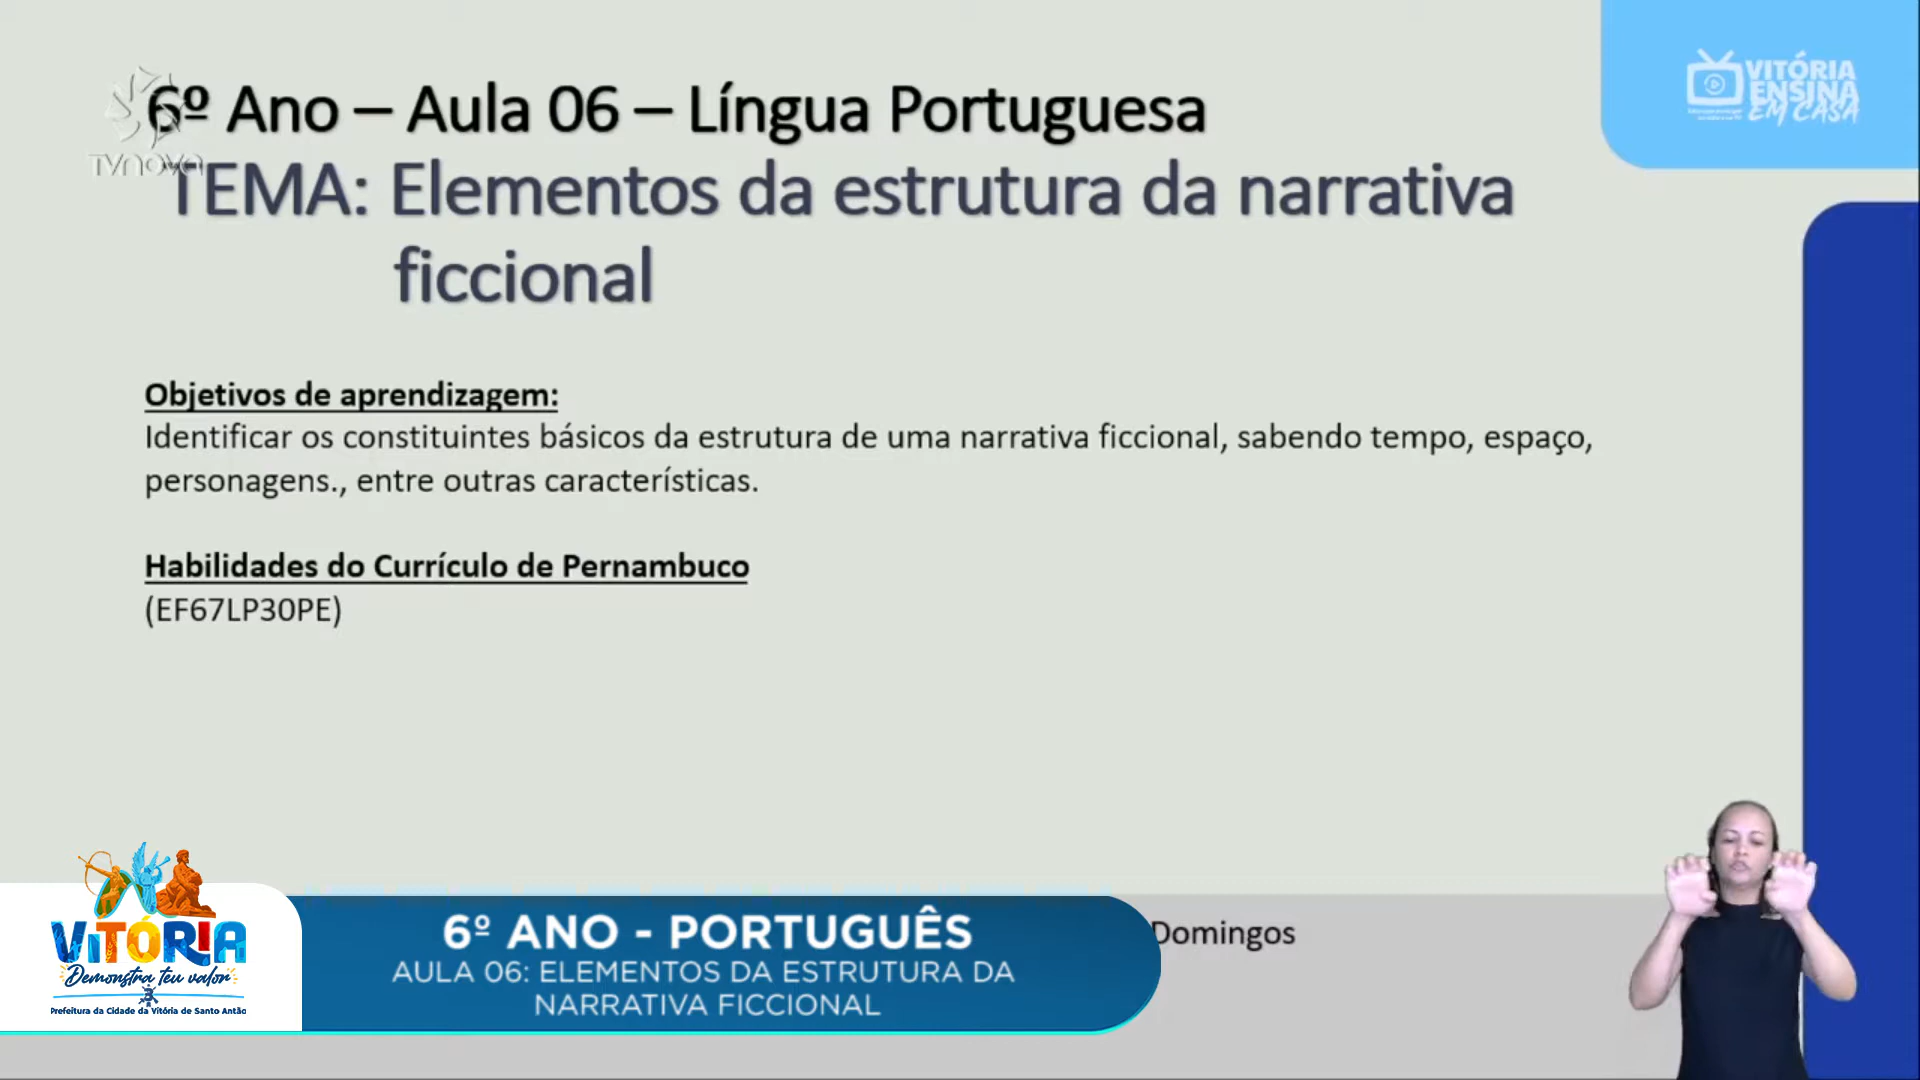 6º Ano – Aula 06 – Língua Portuguesa
TVnova
TEMA: Elementos da estrutura da narrativa
ficcional
VITÓRIA
ENSINA
EM CASA
Objetivos de aprendizagem:
Identificar os constituintes básicos da estrutura de uma narrativa ficcional, sabendo tempo, espaço,
personagens., entre outras características.
Habilidades do Currículo de Pernambuco
(EF67LP30PE)
VITÓRIA
Demonstra teu valor
Prefeitura da Cidade da Vitória de Santo Antão
6º ANO - PORTUGUÊS
AULA 06: ELEMENTOS DA ESTRUTURA DA
NARRATIVA FICCIONAL
Domingos